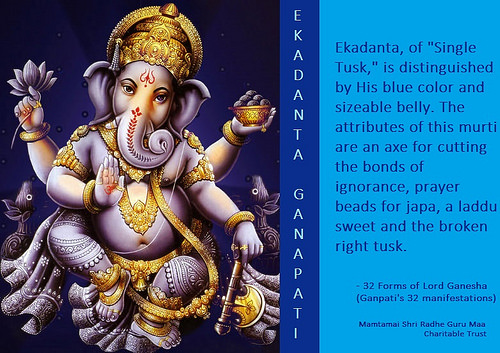 EKADANTA GANAPATI
Ekadanta, of "Single
Tusk," is distinguished
by His blue color and
sizeable belly. The
attributes of this murti
are an axe for cutting
the bonds of
ignorance, prayer
beads for japa, a laddu
sweet and the broken
right tusk.
- 32 Forms of Lord Ganesha
(Ganpati's 32 manifestations)
Mamtamai Shri Radhe Guru Maa
Charitable Trust